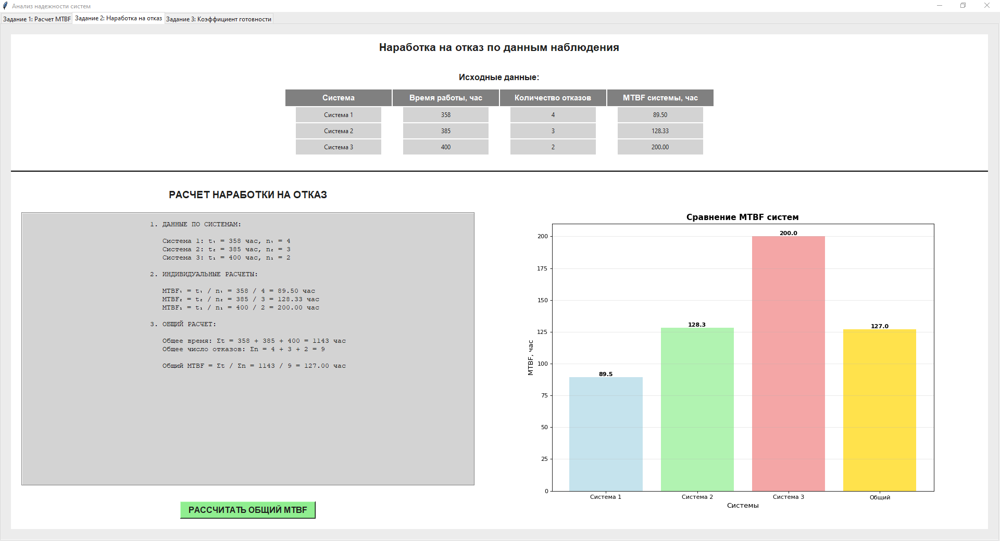 Анализ надежности систем
Задание 1: Расчет MTBF Задание 2: Наработка на отказ Задание 3: Коэффициент готовности
Наработка на отказ по данным наблюдения
Исходные данные:
Система Время работы, час Количество отказов MTBF системы, час
Система 1 358 4 89.50
Система 2 385 3 128.33
Система 3 400 2 200.00
РАСЧЕТ НАРАБОТКИ НА ОТКАЗ
1. ДАННЫЕ ПО СИСТЕМАМ:
Система 1: t₁ = 358 час, n₁ = 4
Система 2: t₂ = 385 час, n₂ = 3
Система 3: t₃ = 400 час, n₃ = 2
2. ИНДИВИДУАЛЬНЫЕ РАСЧЕТЫ:
MTBF₁ = t₁ / n₁ = 358 / 4 = 89.50 час
MTBF₂ = t₂ / n₂ = 385 / 3 = 128.33 час
MTBF₃ = t₃ / n₃ = 400 / 2 = 200.00 час
3. ОБЩИЙ РАСЧЕТ:
Общее время: Σt = 358 + 385 + 400 = 1143 час
Общее число отказов: Σn = 4 + 3 + 2 = 9
Общий MTBF = Σt / Σn = 1143 / 9 = 127.00 час
РАССЧИТАТЬ ОБЩИЙ MTBF
Сравнение MTBF систем
MTBF, час
200
175
150
125
100
75
50
25
0
89.5
128.3
200.0
127.0
Система 1 Система 2 Система 3 Общий
Системы